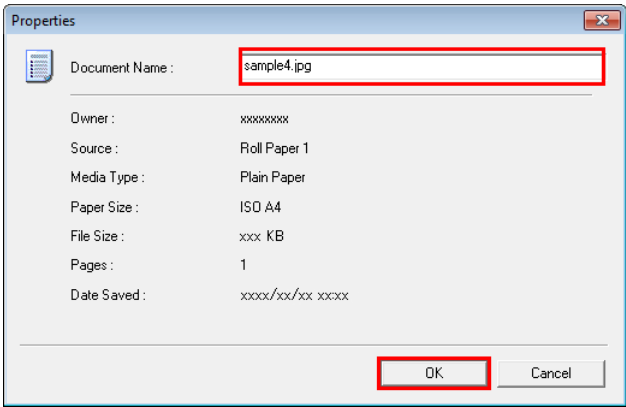 Properties
Document Name : sample4.jpg
Owner : xxxxxxxx
Source : Roll Paper 1
Media Type : Plain Paper
Paper Size : ISO A4
File Size : xxx KB
Pages : 1
Date Saved : xxxx/xx/xx xx:xx
OK Cancel